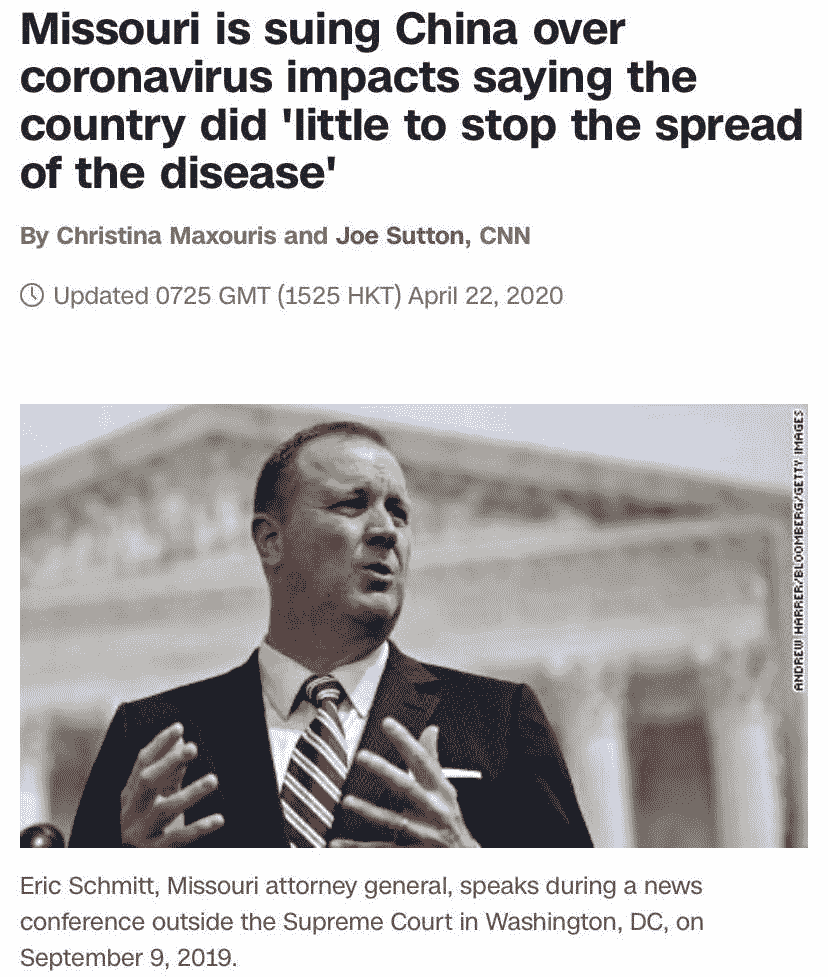 Missouri is suing China over
coronavirus impacts saying the
country did 'little to stop the spread
of the disease'
By Christina Maxouris and Joe Sutton, CNN
Updated 0725 GMT (1525 HKT) April 22, 2020
ANDREW HARRER/BLOOMBERG/GETTY IMAGES
Eric Schmitt, Missouri attorney general, speaks during a news
conference outside the Supreme Court in Washington, DC, on
September 9, 2019.